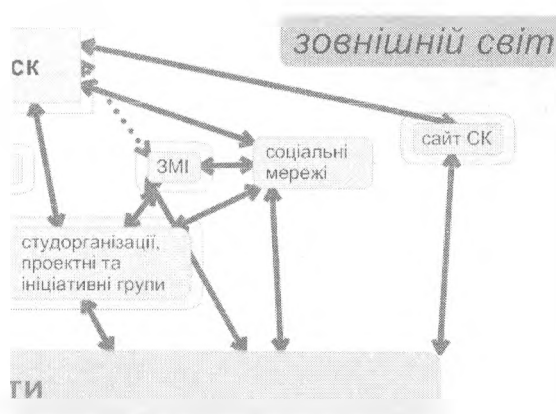 зовнішній світ
СК
сайт СК
ЗМІ
соціальні
мережі
студорганізації,
проектні та
ініціативні групи
ТИ